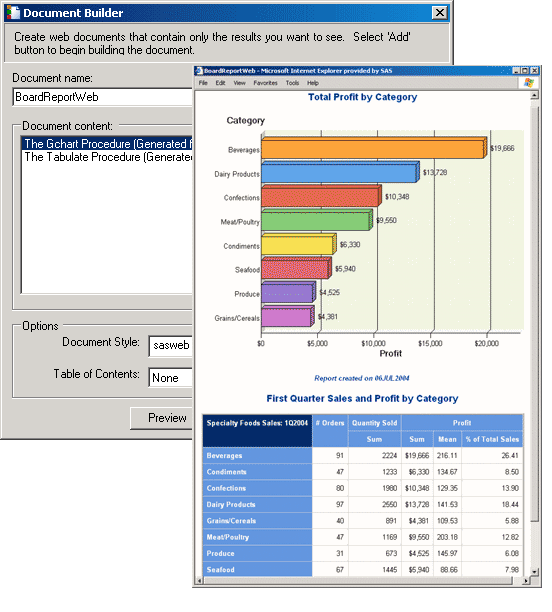 Document Builder
Create web documents that contain only the results you want to see. Select 'Add'
button to begin building the document.
Document name:
BoardReportWeb
Document content:
The Gchart Procedure (Generated
The Tabulate Procedure (Generated
Options
Document Style:
sasweb
Table of Contents:
None
Preview
BoardReportWeb - Microsoft Internet Explorer provided by SAS
File Edit View Favorites Tools Help
Total Profit by Category
Category
Beverages $19,666
Dairy Products $13,728
Confections $10,348
Meat/Poultry $9,550
Condiments $6,330
Seafood $5,940
Produce $4,525
Grains/Cereals $4,381
$0 $5,000 $10,000 $15,000 $20,000
Profit
Report created on 06JUL2004
First Quarter Sales and Profit by Category
Specialty Foods Sales: 1Q2004 # Orders Quantity Sold Profit
Sum Sum Mean % of Total Sales
Beverages 91 2224 $19,666 216.11 26.41
Condiments 47 1233 $6,330 134.67 8.50
Confections 80 1980 $10,348 129.35 13.90
Dairy Products 97 2550 $13,728 141.53 18.44
Grains/Cereals 40 891 $4,381 109.53 5.88
Meat/Poultry 47 1169 $9,550 203.18 12.82
Produce 31 673 $4,525 145.97 6.08
Seafood 67 1445 $5,940 88.66 7.98